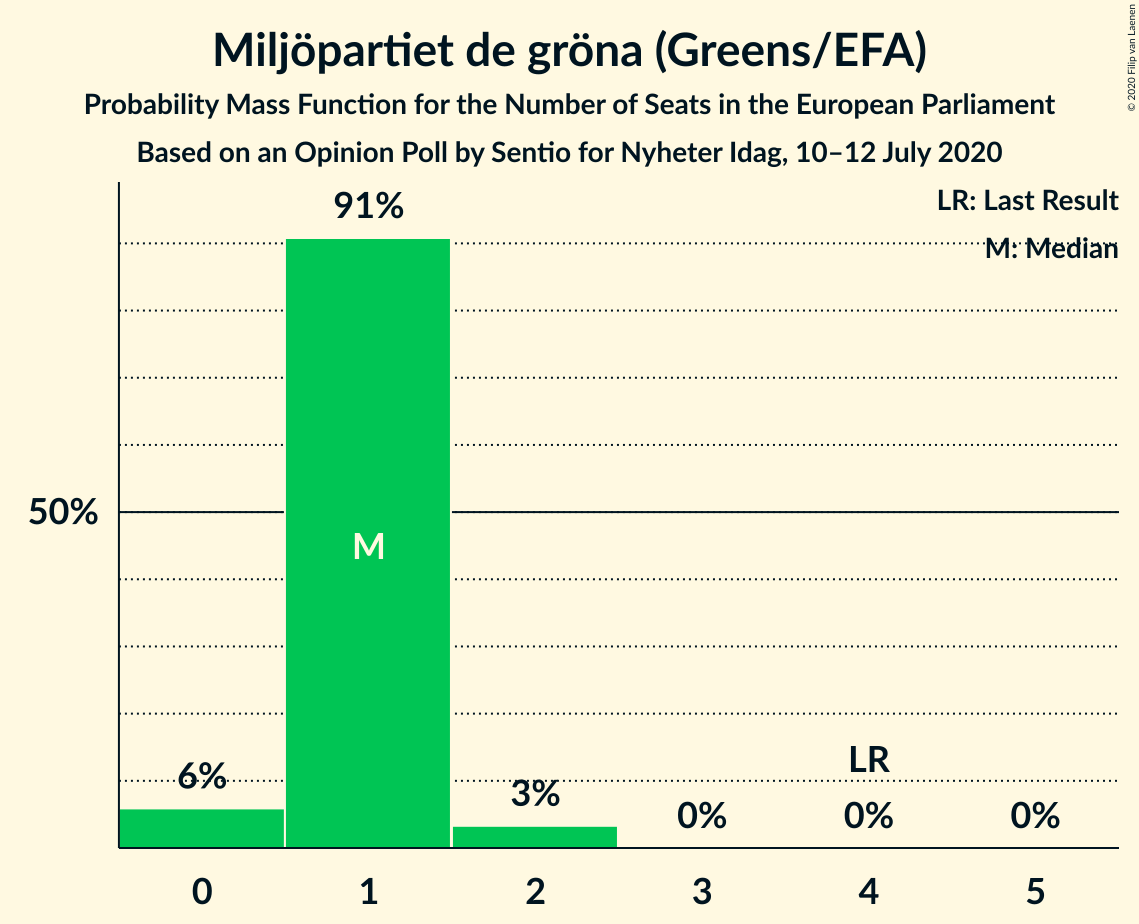 Miljöpartiet de gröna (Greens/EFA)
Probability Mass Function for the Number of Seats in the European Parliament
Based on an Opinion Poll by Sentio for Nyheter Idag, 10–12 July 2020
© 2020 Filip van Laenen
LR: Last Result
M: Median
91%
50%
M
6%
3%
LR
0%
0%
0%
0
1
2
3
4
5